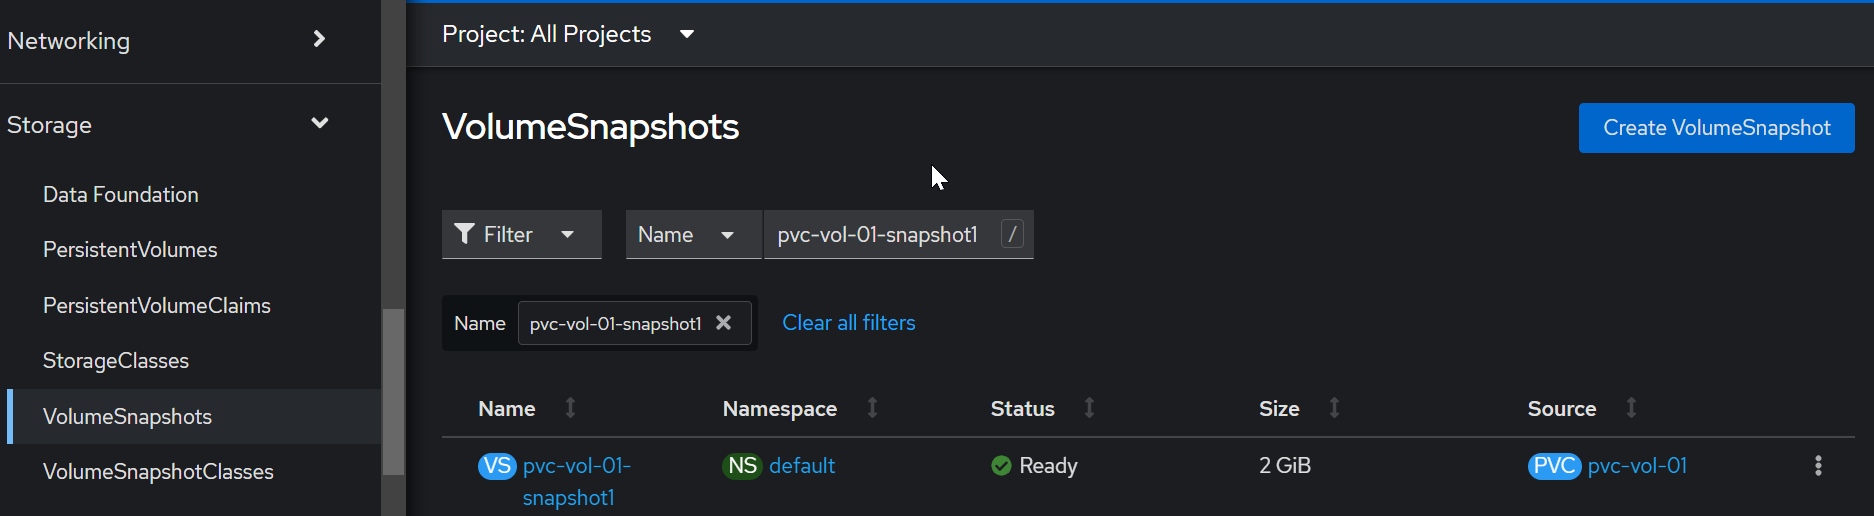 Networking
Storage
Data Foundation
PersistentVolumes
PersistentVolumeClaims
StorageClasses
VolumeSnapshots
VolumeSnapshotClasses
Project: All Projects
VolumeSnapshots
Create VolumeSnapshot
Filter Name pvc-vol-01-snapshot1 /
Name pvc-vol-01-snapshot1 Clear all filters
Name Namespace Status Size Source
VS pvc-vol-01- NS default Ready 2 GiB PVC pvc-vol-01
snapshot1